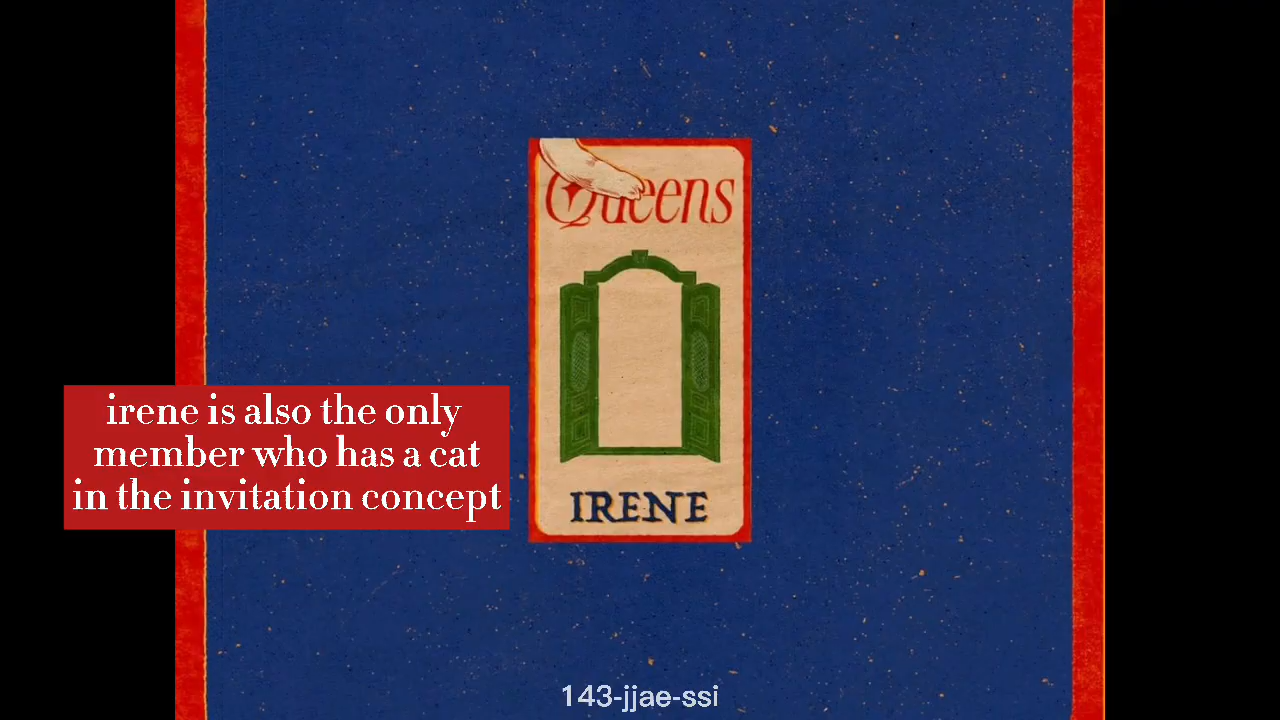 Queens
IRENE
irene is also the only
member who has a cat
in the invitation concept
143-jjae-ssi